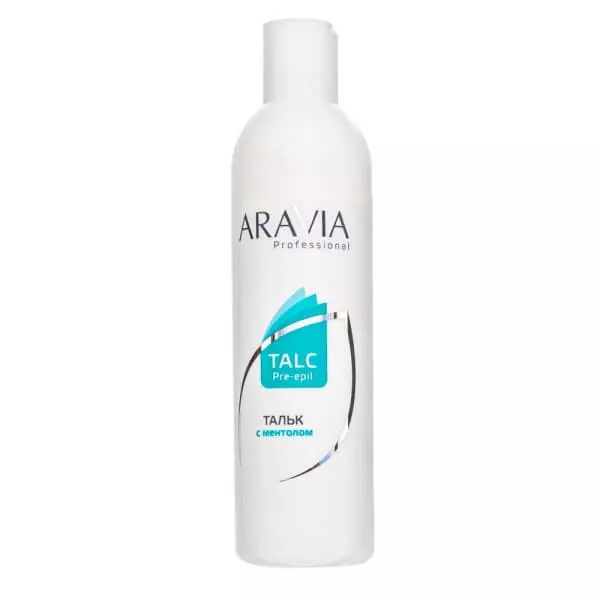 ARAVIA
Professional
TALC
Pre-epil
ТАЛЬК
с ментолом